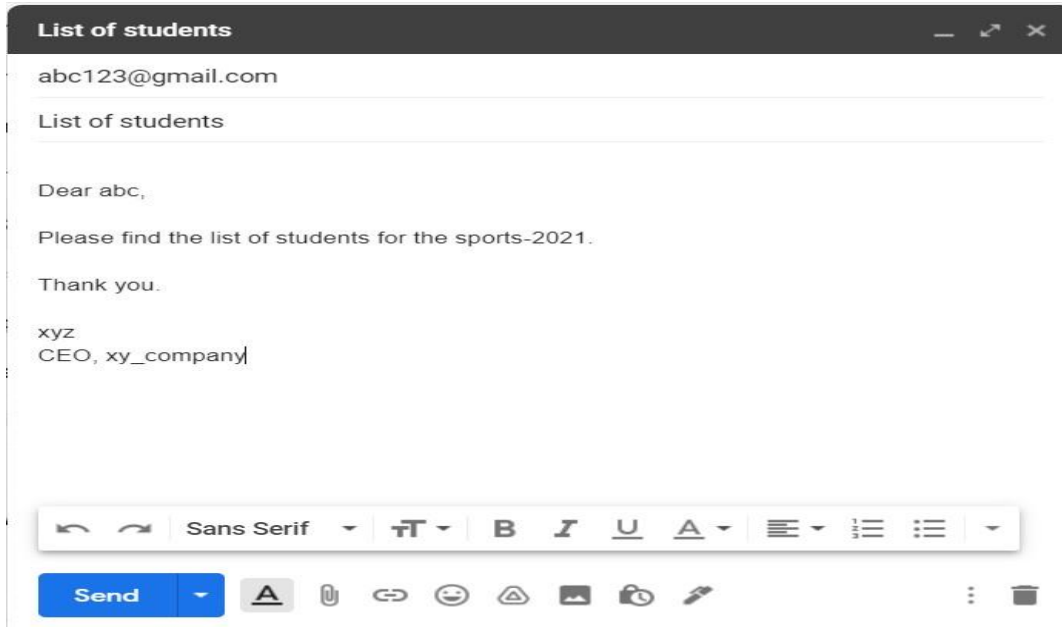 List of students
abc123@gmail.com
List of students
Dear abc,
Please find the list of students for the sports-2021.
Thank you.
xyz
CEO, xy_company
Sans Serif
Send